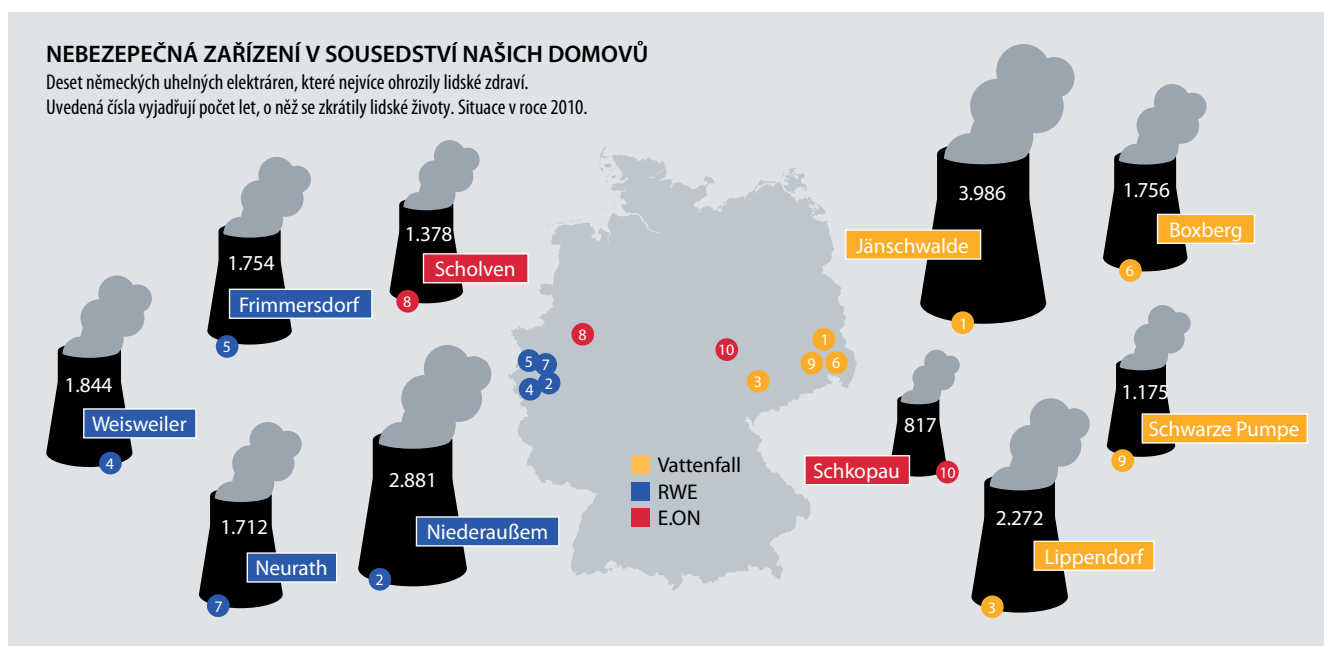 NEBEZEPEČNÁ ZAŘÍZENÍ V SOUSEDSTVÍ NAŠICH DOMOVŮ
Deset německých uhelných elektráren, které nejvíce ohrozily lidské zdraví.
Uvedená čísla vyjadřují počet let, o něž se zkrátily lidské životy. Situace v roce 2010.
3.986
Jänschwalde
1
1.756
Boxberg
6
1.378
Scholven
8
1.754
Frimmersdorf
5
1.844
Weisweiler
4
1.712
Neurath
7
2.881
Niederaußem
2
8
5
7
4
2
10
1
9
6
3
Vattenfall
RWE
E.ON
817
Schkopau
10
1.175
Schwarze Pumpe
9
2.272
Lippendorf
3